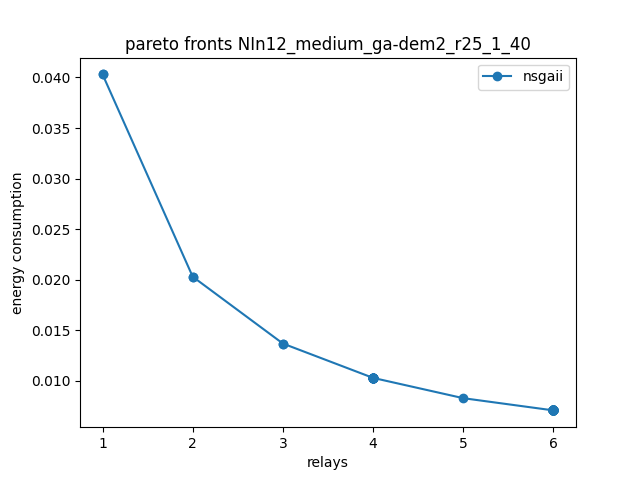 pareto fronts NIn12_medium_ga-dem2_r25_1_40
nsgaii
0.040
0.035
0.030
0.025
0.020
0.015
0.010
energy consumption
1 2 3 4 5 6
relays